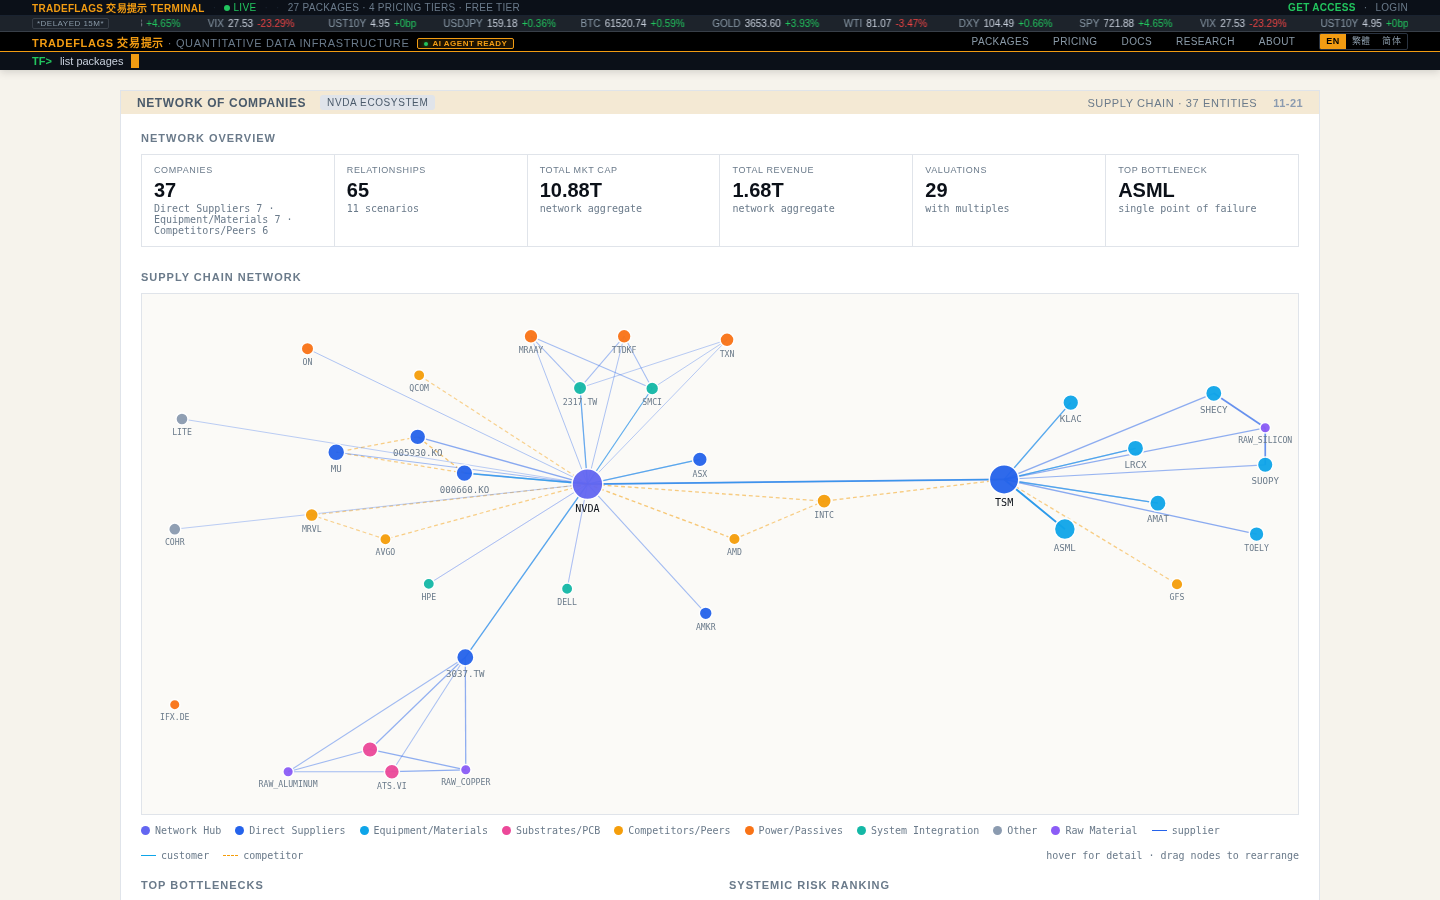 TRADEFLAGS 交易提示 TERMINAL LIVE 27 PACKAGES · 4 PRICING TIERS · FREE TIER GET ACCESS · LOGIN
*DELAYED 15M* +4.65% VIX 27.53 -23.29% UST10Y 4.95 +0bp USDJPY 159.18 +0.36% BTC 61520.74 +0.59% GOLD 3653.60 +3.93% WTI 81.07 -3.47% DXY 104.49 +0.66% SPY 721.88 +4.65% VIX 27.53 -23.29% UST10Y 4.95 +0bp
TRADEFLAGS 交易提示 · QUANTITATIVE DATA INFRASTRUCTURE AI AGENT READY PACKAGES PRICING DOCS RESEARCH ABOUT EN 繁體 简体
TF> list packages
NETWORK OF COMPANIES NVDA ECOSYSTEM SUPPLY CHAIN · 37 ENTITIES 11-21
NETWORK OVERVIEW
COMPANIES
37
Direct Suppliers 7 ·
Equipment/Materials 7 ·
Competitors/Peers 6
RELATIONSHIPS
65
11 scenarios
TOTAL MKT CAP
10.88T
network aggregate
TOTAL REVENUE
1.68T
network aggregate
VALUATIONS
29
with multiples
TOP BOTTLENECK
ASML
single point of failure
SUPPLY CHAIN NETWORK
MRAAY
TTDKF
TXN
ON
QCOM
2317.TW
SMCI
KLAC
SHECY
LITE
RAW_SILICON
005930.KO
MU
LRCX
ASX
SUOPY
000660.KO
NVDA
TSM
INTC
AMAT
MRVL
COHR
AVGO
AMD
ASML
TOELY
HPE
DELL
GFS
AMKR
3037.TW
IFX.DE
RAW_ALUMINUM
ATS.VI
RAW_COPPER
Network Hub Direct Suppliers Equipment/Materials Substrates/PCB Competitors/Peers Power/Passives System Integration Other Raw Material supplier
customer competitor hover for detail · drag nodes to rearrange
TOP BOTTLENECKS SYSTEMIC RISK RANKING